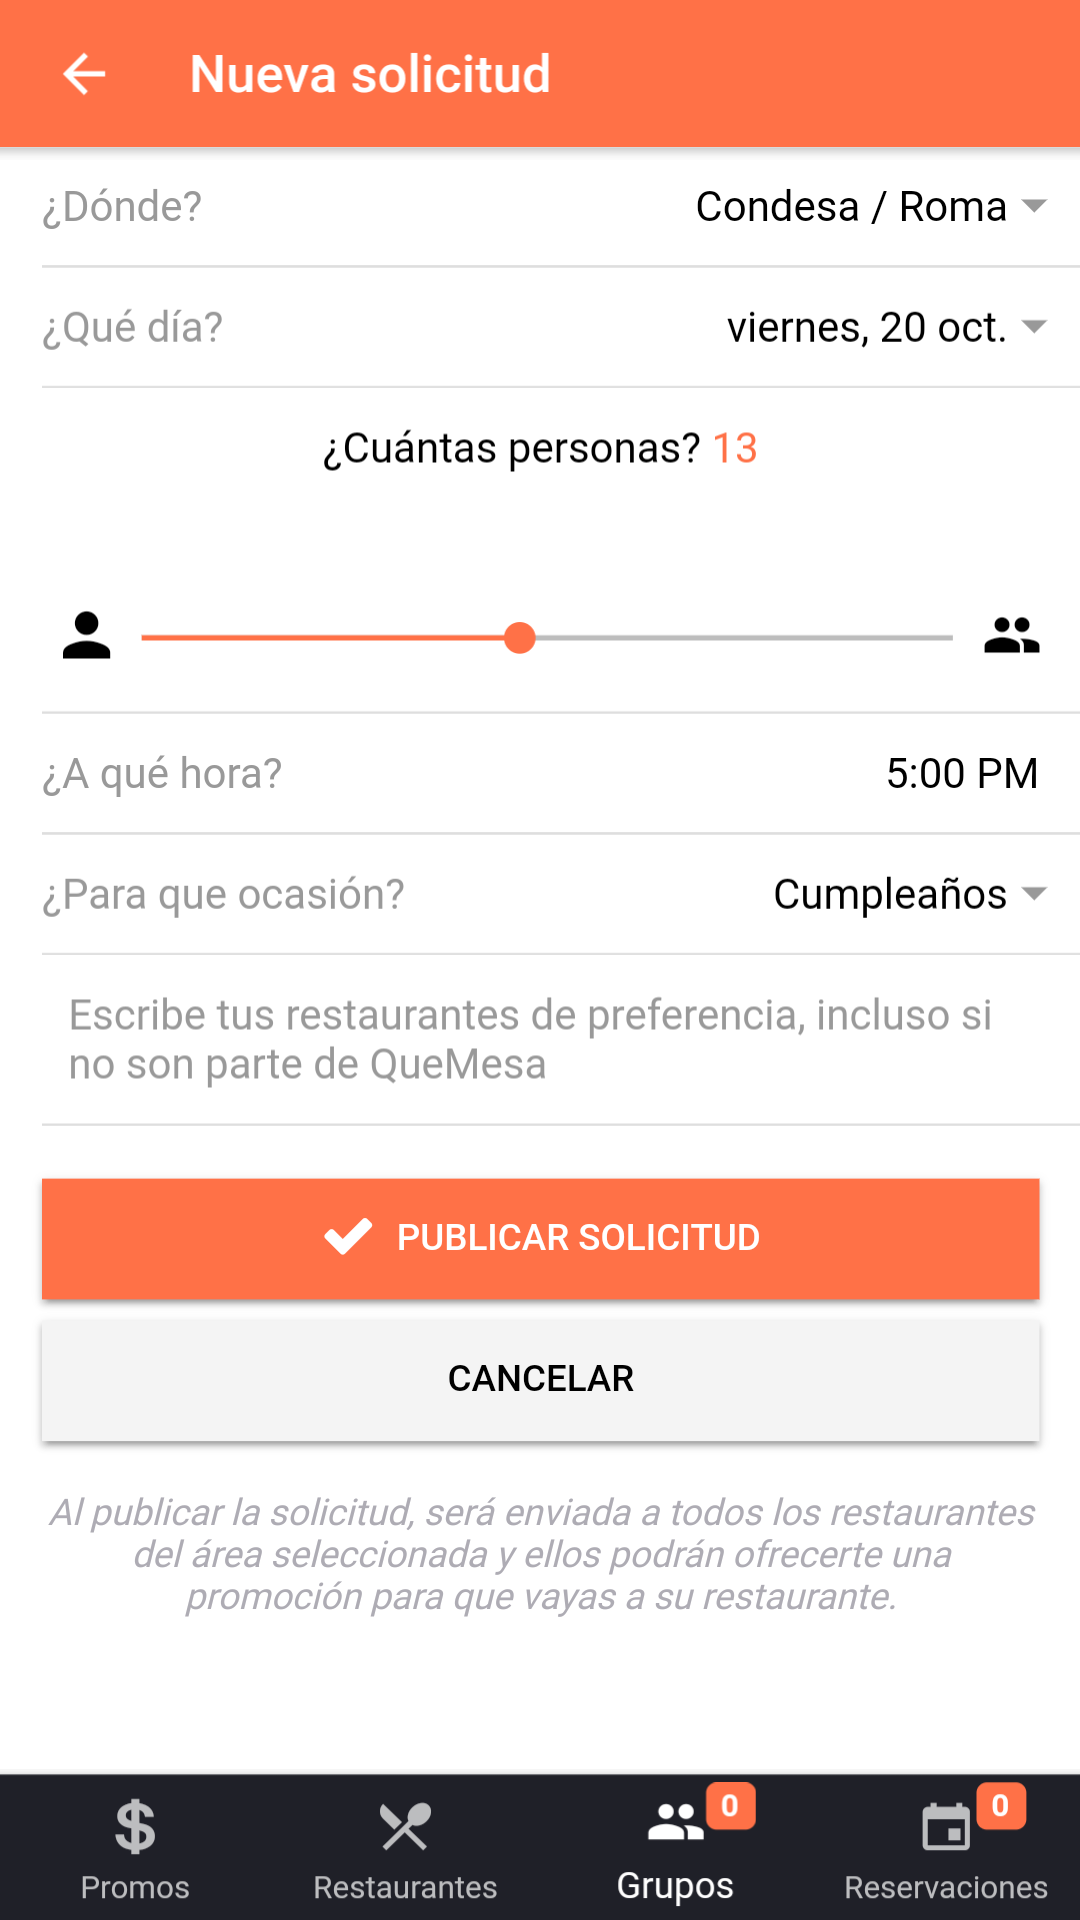 Nueva solicitud
¿Dónde? Condesa / Roma
¿Qué día? viernes, 20 oct.
¿Cuántas personas? 13
¿A qué hora? 5:00 PM
¿Para que ocasión? Cumpleaños
Escribe tus restaurantes de preferencia, incluso si
no son parte de QueMesa
PUBLICAR SOLICITUD
CANCELAR
Al publicar la solicitud, será enviada a todos los restaurantes
del área seleccionada y ellos podrán ofrecerte una
promoción para que vayas a su restaurante.
0 0
Promos Restaurantes Grupos Reservaciones